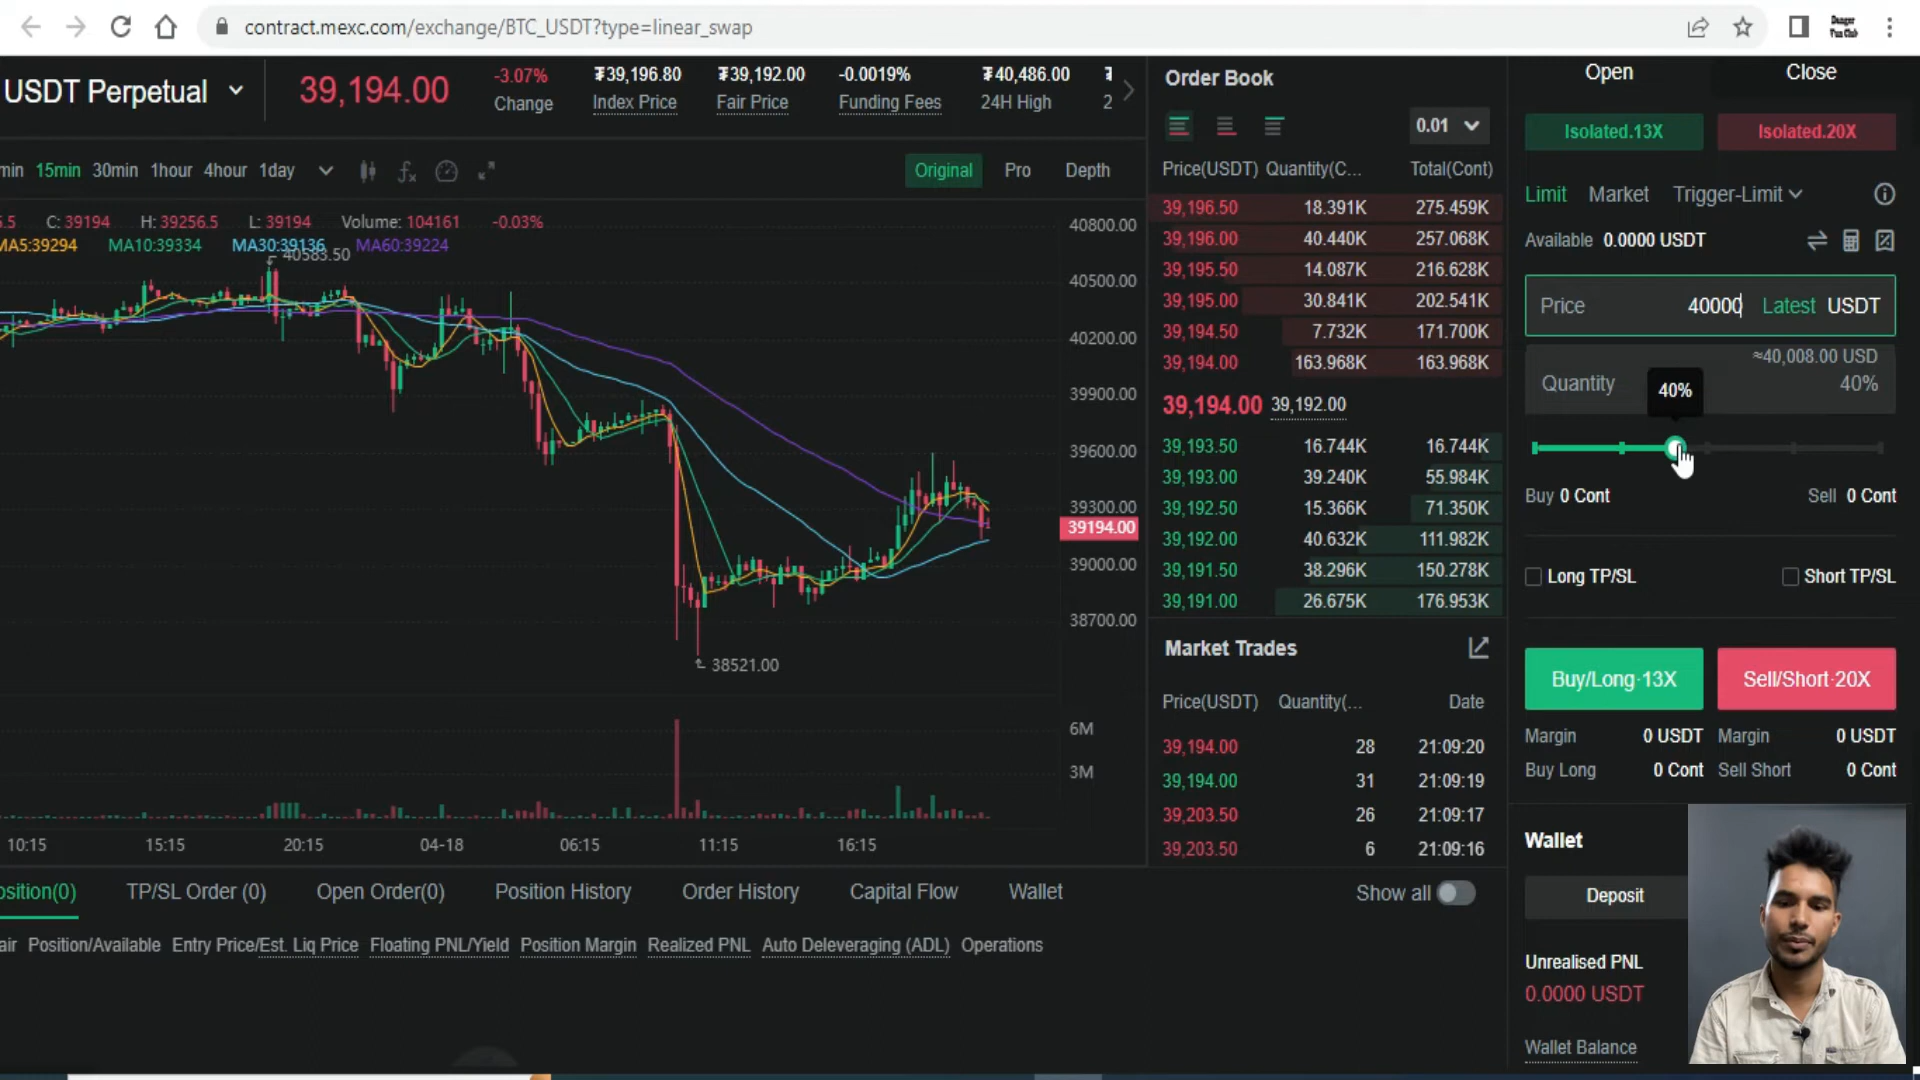 contract.mexc.com/exchange/BTC_USDT?type=linear_swap
Danger
Fun Club
USDT Perpetual
39,194.00
-3.07%
Change
₮39,196.80
Index Price
₮39,192.00
Fair Price
-0.0019%
Funding Fees
₮40,486.00
24H High
2
min 15min 30min 1hour 4hour 1day
Original Pro Depth
C: 39194 H: 39256.5 L: 39194 Volume: 104161 -0.03%
MA5:39294 MA10:39334 MA30:39136 MA60:39224
40583.50
38521.00
40800.00
40500.00
40200.00
39900.00
39600.00
39300.00
39194.00
39000.00
38700.00
6M
3M
10:15 15:15 20:15 04-18 06:15 11:15 16:15
Order Book
0.01
Price(USDT) Quantity(C... Total(Cont)
39,196.50 18.391K 275.459K
39,196.00 40.440K 257.068K
39,195.50 14.087K 216.628K
39,195.00 30.841K 202.541K
39,194.50 7.732K 171.700K
39,194.00 163.968K 163.968K
39,194.00 39,192.00
39,193.50 16.744K 16.744K
39,193.00 39.240K 55.984K
39,192.50 15.366K 71.350K
39,192.00 40.632K 111.982K
39,191.50 38.296K 150.278K
39,191.00 26.675K 176.953K
Market Trades
Price(USDT) Quantity(... Date
39,194.00 28 21:09:20
39,194.00 31 21:09:19
39,203.50 26 21:09:17
39,203.50 6 21:09:16
Open Close
Isolated.13X Isolated.20X
Limit Market Trigger-Limit
Available 0.0000 USDT
Price 40000 Latest USDT
≈40,008.00 USD
Quantity 40%
40%
Buy 0 Cont Sell 0 Cont
Long TP/SL Short TP/SL
Buy/Long·13X Sell/Short·20X
Margin 0 USDT Margin 0 USDT
Buy Long 0 Cont Sell Short 0 Cont
Wallet
Deposit
Unrealised PNL
0.0000 USDT
Wallet Balance
osition(0) TP/SL Order (0) Open Order(0) Position History Order History Capital Flow Wallet
Show all
air Position/Available Entry Price/Est. Liq Price Floating PNL/Yield Position Margin Realized PNL Auto Deleveraging (ADL) Operations